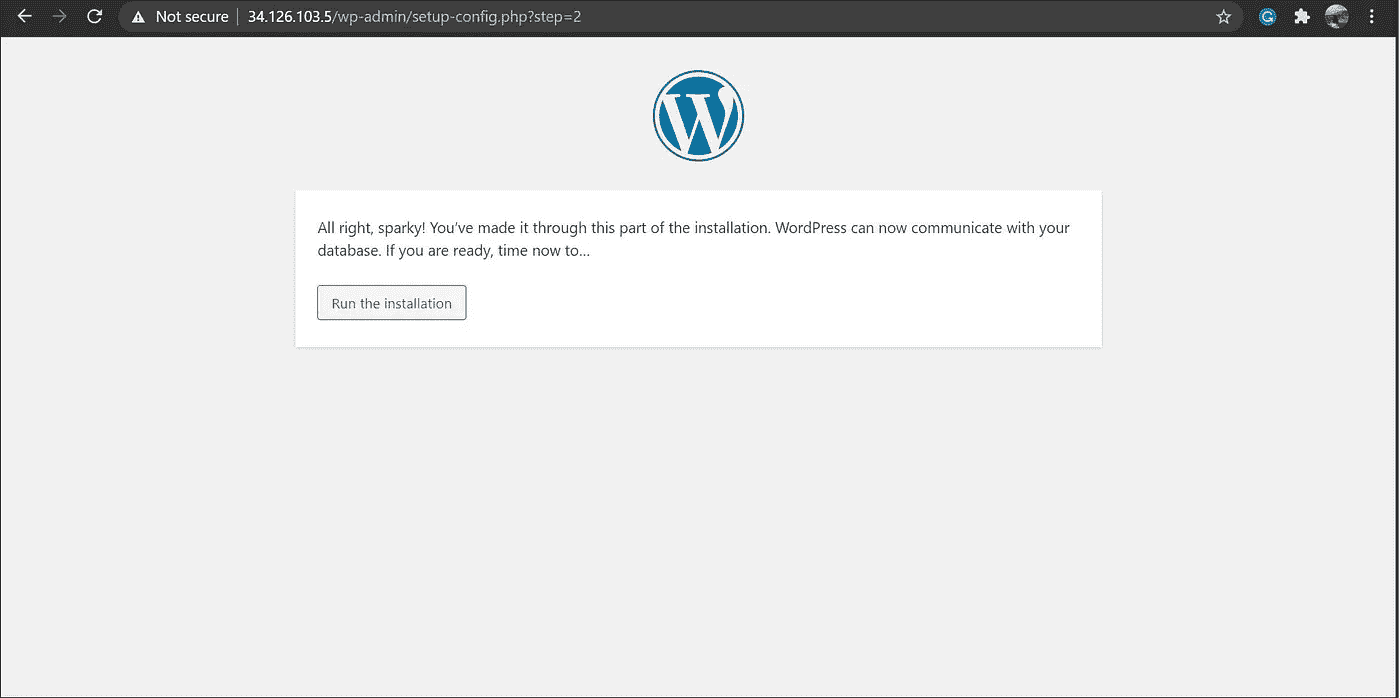 Not secure | 34.126.103.5/wp-admin/setup-config.php?step=2
All right, sparky! You’ve made it through this part of the installation. WordPress can now communicate with your
database. If you are ready, time now to…
Run the installation